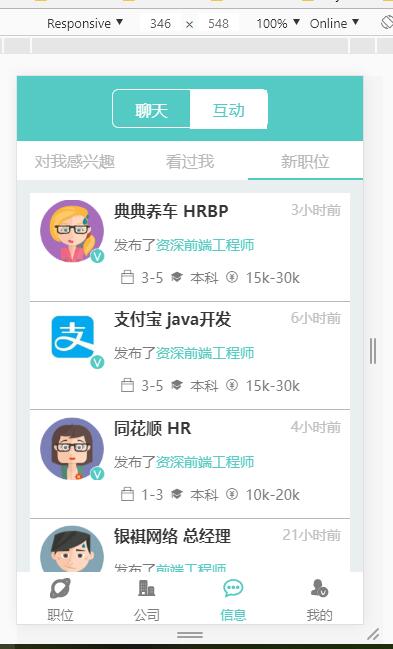 Responsive ▼ 346 × 548 100% ▼ Online ▼
聊天 互动
对我感兴趣 看过我 新职位
典典养车 HRBP 3小时前
发布了资深前端工程师
3-5 本科 15k-30k
支付宝 java开发 6小时前
发布了资深前端工程师
3-5 本科 15k-30k
同花顺 HR 4小时前
发布了资深前端工程师
1-3 本科 10k-20k
银祺网络 总经理 21小时前
发布了前端工程师
职位 公司 信息 我的